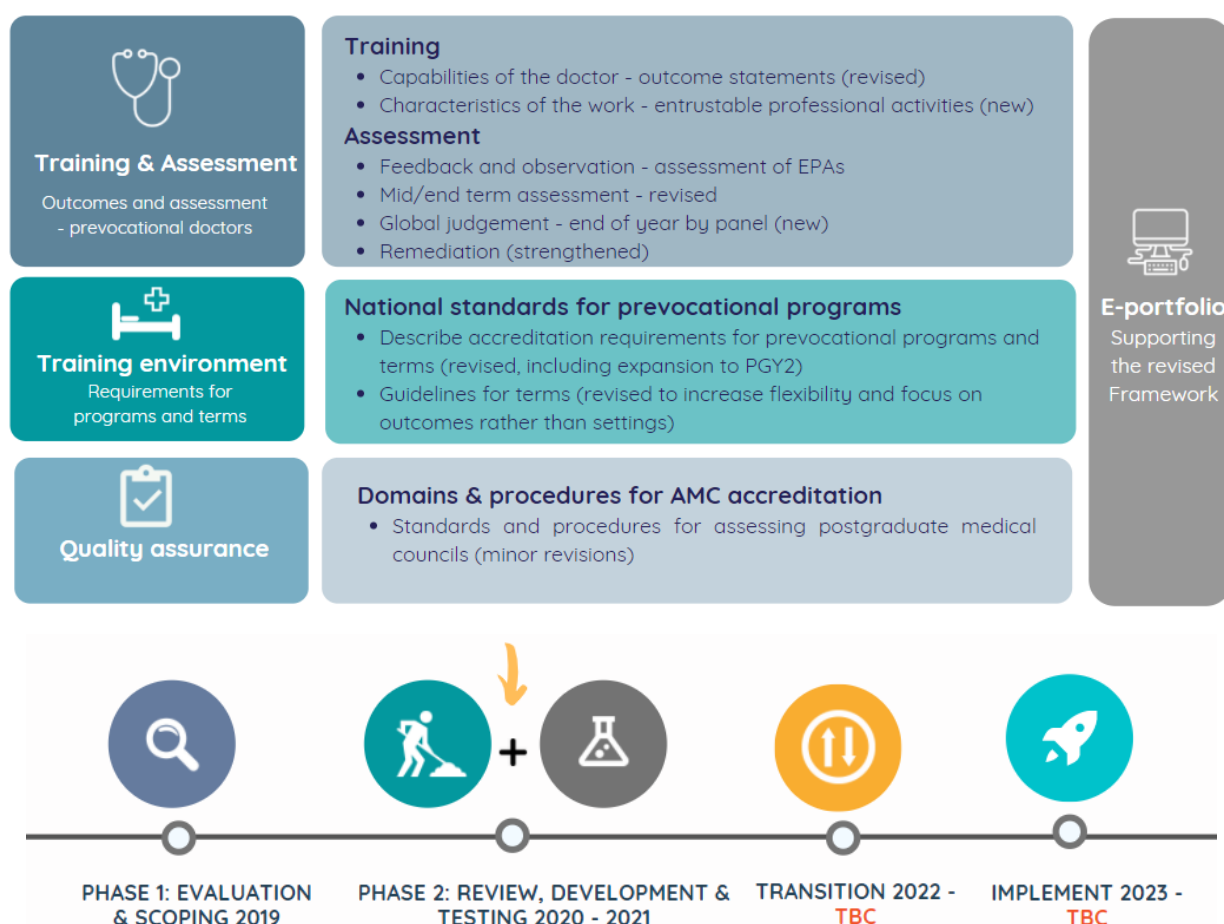 Training & Assessment
Outcomes and assessment
- prevocational doctors
Training
• Capabilities of the doctor - outcome statements (revised)
• Characteristics of the work - entrustable professional activities (new)
Assessment
• Feedback and observation - assessment of EPAs
• Mid/end term assessment - revised
• Global judgement - end of year by panel (new)
• Remediation (strengthened)
Training environment
Requirements for
programs and terms
National standards for prevocational programs
• Describe accreditation requirements for prevocational programs and
terms (revised, including expansion to PGY2)
• Guidelines for terms (revised to increase flexibility and focus on
outcomes rather than settings)
Quality assurance
Domains & procedures for AMC accreditation
• Standards and procedures for assessing postgraduate medical
councils (minor revisions)
E-portfolio
Supporting
the revised
Framework
+
PHASE 1: EVALUATION
& SCOPING 2019
PHASE 2: REVIEW, DEVELOPMENT &
TESTING 2020 - 2021
TRANSITION 2022 -
TBC
IMPLEMENT 2023 -
TBC